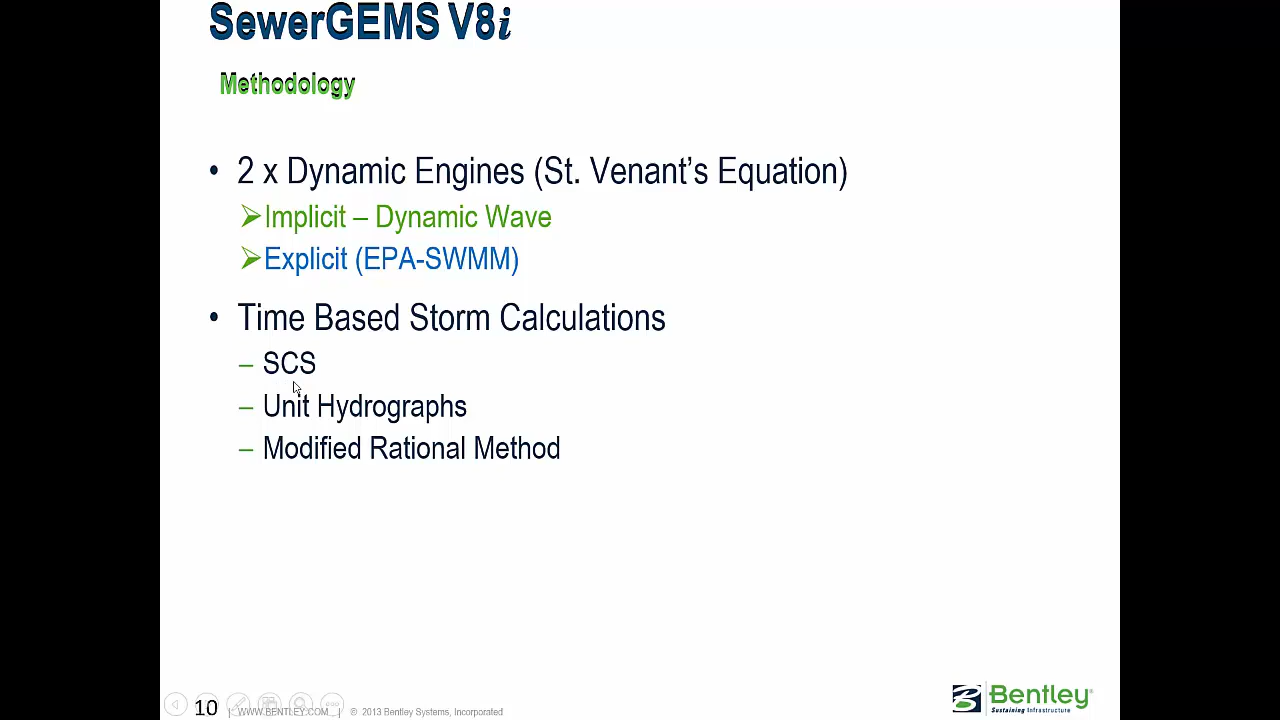 SewerGEMS V8i
Methodology
• 2 x Dynamic Engines (St. Venant's Equation)
➢Implicit – Dynamic Wave
➢Explicit (EPA-SWMM)
• Time Based Storm Calculations
– SCS
– Unit Hydrographs
– Modified Rational Method
10 | WWW.BENTLEY.COM | © 2013 Bentley Systems, Incorporated
Bentley®
Sustaining Infrastructure